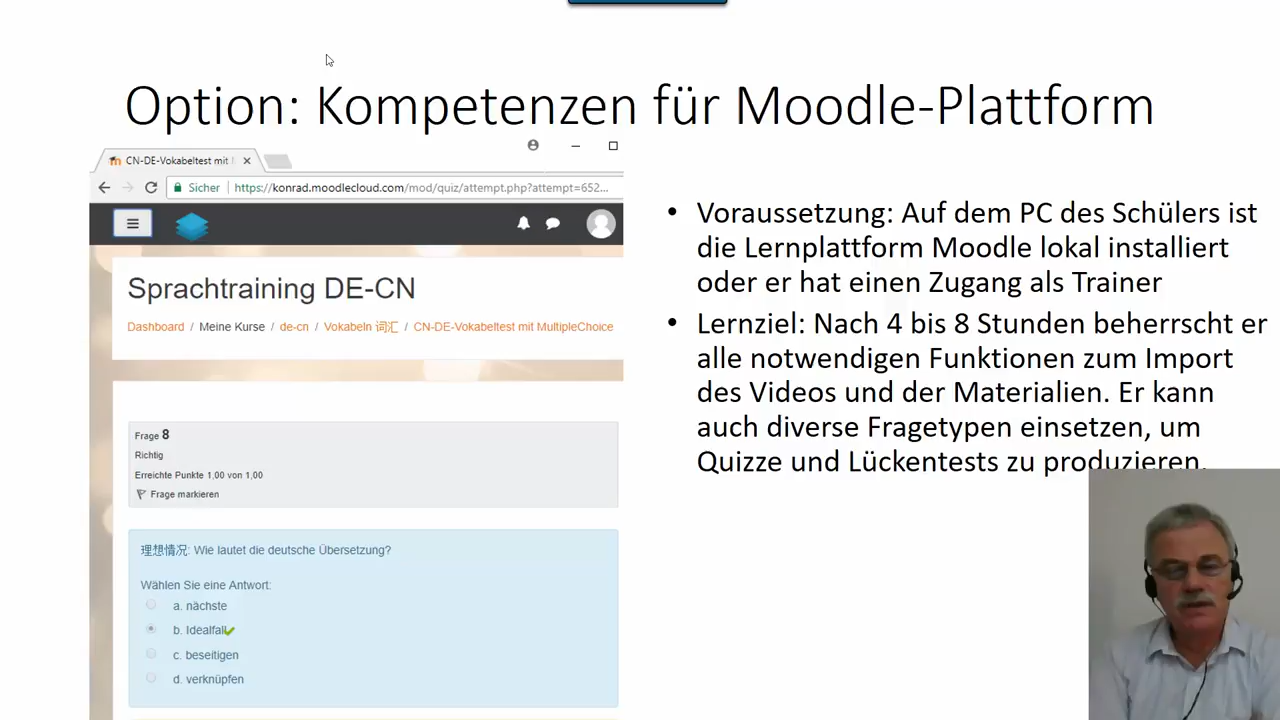 Option: Kompetenzen für Moodle-Plattform
CN-DE-Vokabeltest mit
Sicher
https://konrad.moodlecloud.com/mod/quiz/attempt.php?attempt=652...
Sprachtraining DE-CN
Dashboard / Meine Kurse / de-cn / Vokabeln 词汇 / CN-DE-Vokabeltest mit MultipleChoice
Frage 8
Richtig
Erreichte Punkte 1,00 von 1,00
Frage markieren
理想情况: Wie lautet die deutsche Übersetzung?
Wählen Sie eine Antwort:
a. nächste
b. Idealfall
c. beseitigen
d. verknüpfen
• Voraussetzung: Auf dem PC des Schülers ist
die Lernplattform Moodle lokal installiert
oder er hat einen Zugang als Trainer
• Lernziel: Nach 4 bis 8 Stunden beherrscht er
alle notwendigen Funktionen zum Import
des Videos und der Materialien. Er kann
auch diverse Fragetypen einsetzen, um
Quizze und Lückentests zu produzieren.